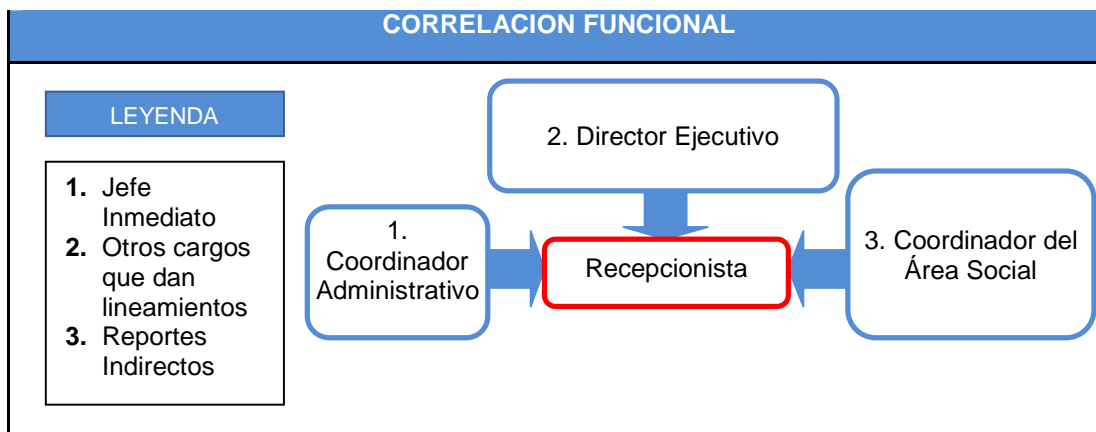 CORRELACION FUNCIONAL
LEYENDA
1. Jefe
Inmediato
2. Otros cargos
que dan
lineamientos
3. Reportes
Indirectos
2. Director Ejecutivo
1.
Coordinador
Administrativo
Recepcionista
3. Coordinador del
Área Social